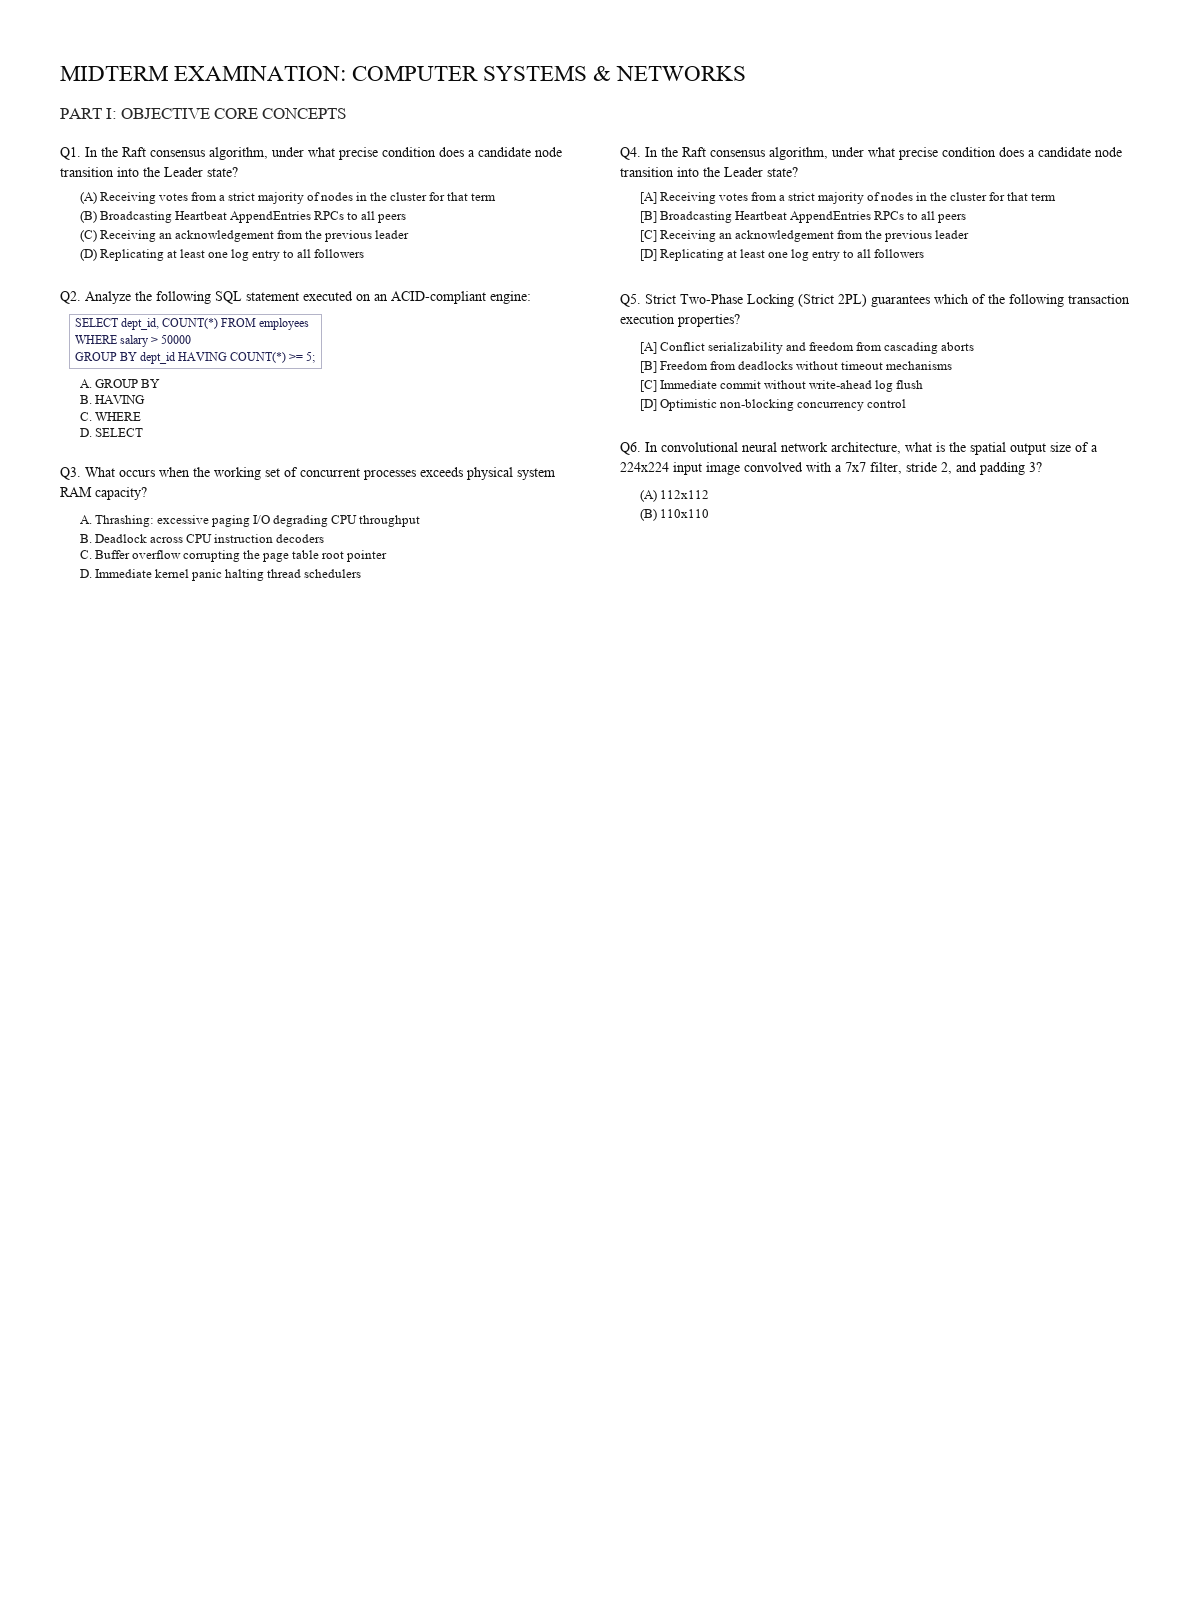 MIDTERM EXAMINATION: COMPUTER SYSTEMS & NETWORKS
PART I: OBJECTIVE CORE CONCEPTS
Q1. In the Raft consensus algorithm, under what precise condition does a candidate node
transition into the Leader state?
(A) Receiving votes from a strict majority of nodes in the cluster for that term
(B) Broadcasting Heartbeat AppendEntries RPCs to all peers
(C) Receiving an acknowledgement from the previous leader
(D) Replicating at least one log entry to all followers
Q2. Analyze the following SQL statement executed on an ACID-compliant engine:
SELECT dept_id, COUNT(*) FROM employees
WHERE salary > 50000
GROUP BY dept_id HAVING COUNT(*) >= 5;
A. GROUP BY
B. HAVING
C. WHERE
D. SELECT
Q3. What occurs when the working set of concurrent processes exceeds physical system
RAM capacity?
A. Thrashing: excessive paging I/O degrading CPU throughput
B. Deadlock across CPU instruction decoders
C. Buffer overflow corrupting the page table root pointer
D. Immediate kernel panic halting thread schedulers
Q4. In the Raft consensus algorithm, under what precise condition does a candidate node
transition into the Leader state?
[A] Receiving votes from a strict majority of nodes in the cluster for that term
[B] Broadcasting Heartbeat AppendEntries RPCs to all peers
[C] Receiving an acknowledgement from the previous leader
[D] Replicating at least one log entry to all followers
Q5. Strict Two-Phase Locking (Strict 2PL) guarantees which of the following transaction
execution properties?
[A] Conflict serializability and freedom from cascading aborts
[B] Freedom from deadlocks without timeout mechanisms
[C] Immediate commit without write-ahead log flush
[D] Optimistic non-blocking concurrency control
Q6. In convolutional neural network architecture, what is the spatial output size of a
224x224 input image convolved with a 7x7 filter, stride 2, and padding 3?
(A) 112x112
(B) 110x110